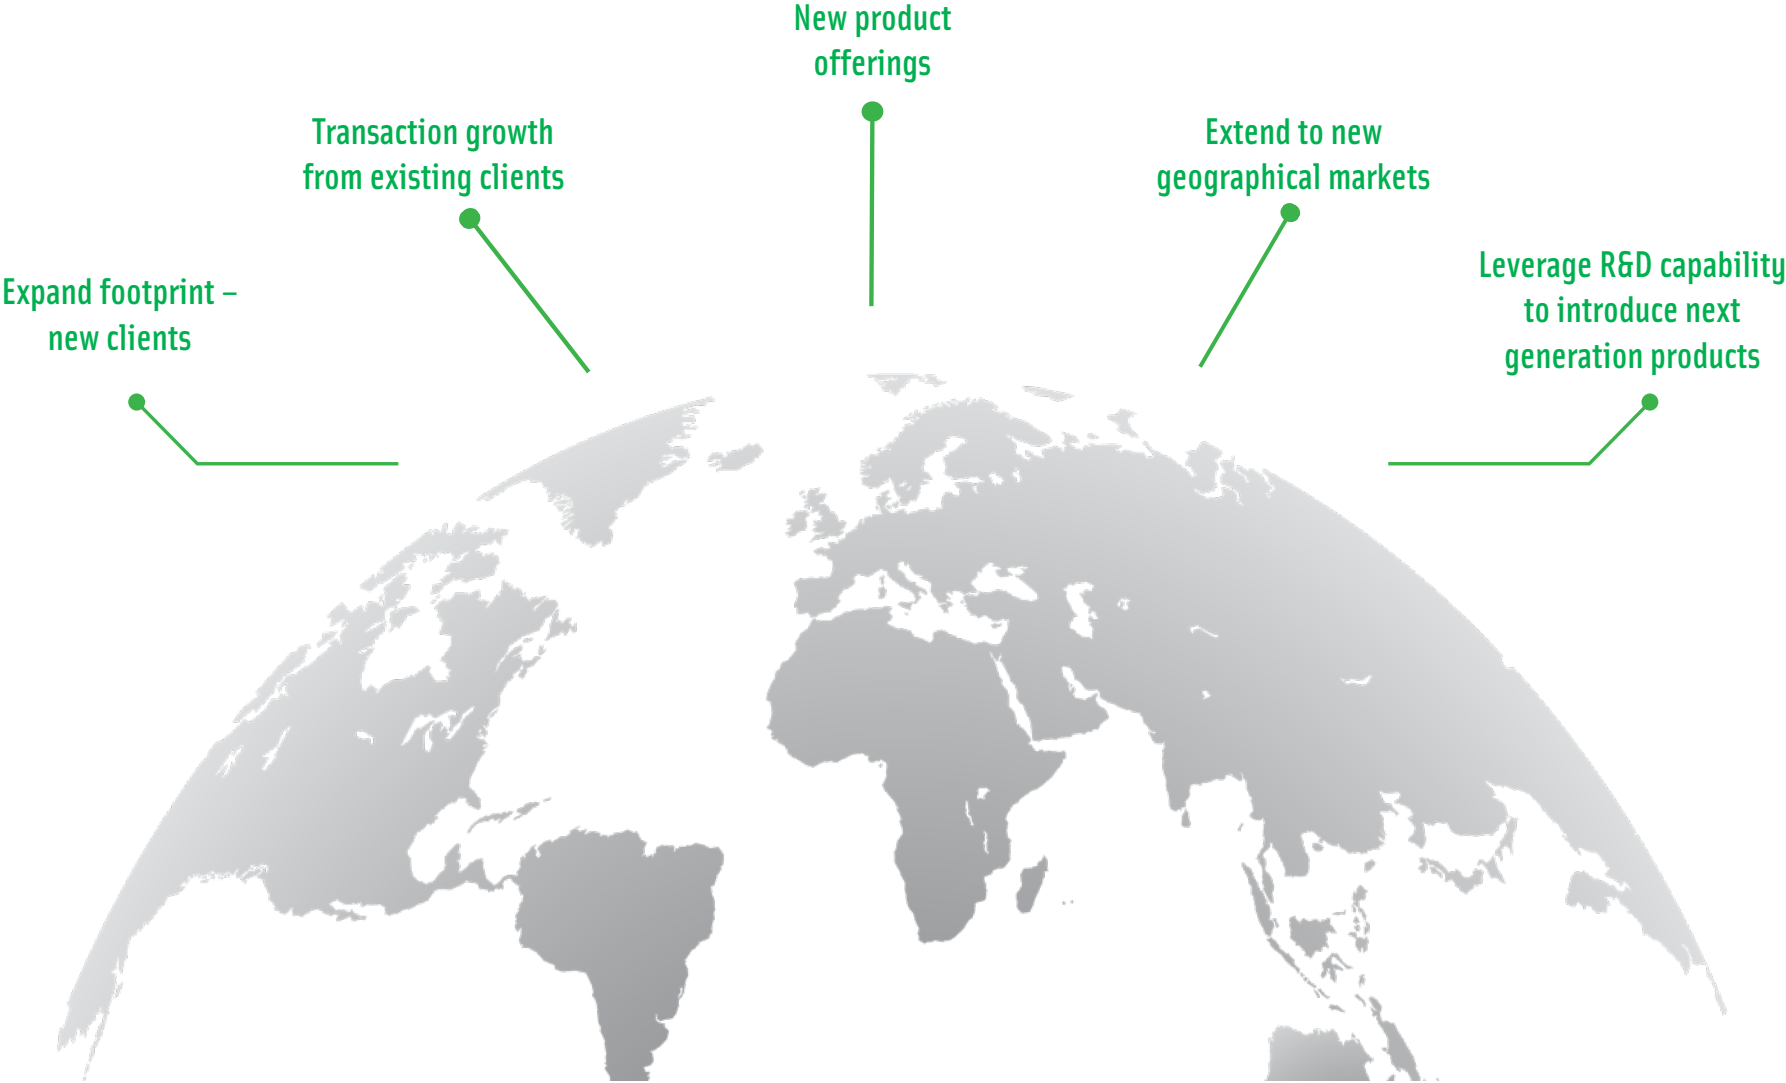 Expand footprint –
new clients
Transaction growth
from existing clients
New product
offerings
Extend to new
geographical markets
Leverage R&D capability
to introduce next
generation products